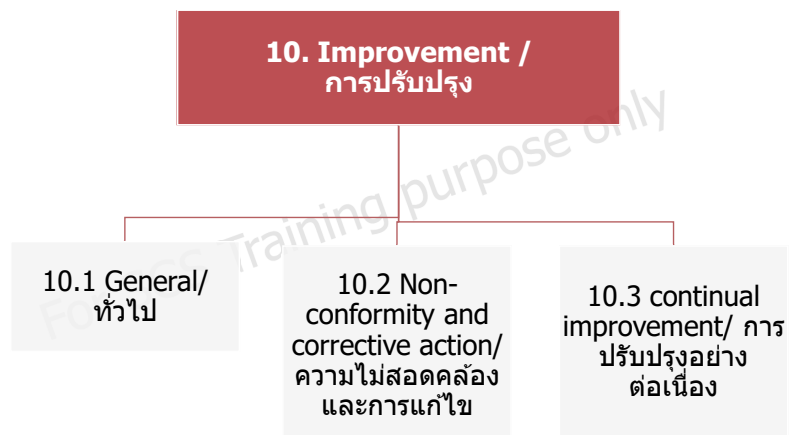 10. Improvement /
การปรับปรุง
10.1 General/
ทั่วไป
10.2 Non-
conformity and
corrective action/
ความไม่สอดคล้อง
และการแก้ไข
10.3 continual
improvement/ การ
ปรับปรุงอย่าง
ต่อเนื่อง
Training purpose only